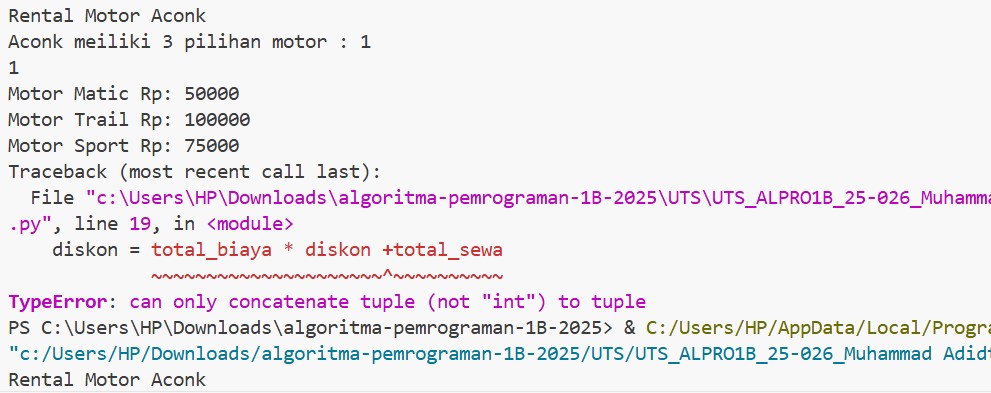 Rental Motor Aconk
Aconk meiliki 3 pilihan motor : 1
1
Motor Matic Rp: 50000
Motor Trail Rp: 100000
Motor Sport Rp: 75000
Traceback (most recent call last):
  File "c:\Users\HP\Downloads\algoritma-pemrograman-1B-2025\UTS\UTS_ALPRO1B_25-026_Muhamma
.py", line 19, in <module>
    diskon = total_biaya * diskon +total_sewa
             ~~~~~~~~~~~~~~~~~~~~~^~~~~~~~~~~
TypeError: can only concatenate tuple (not "int") to tuple
PS C:\Users\HP\Downloads\algoritma-pemrograman-1B-2025> & C:/Users/HP/AppData/Local/Progra
"c:/Users/HP/Downloads/algoritma-pemrograman-1B-2025/UTS/UTS_ALPRO1B_25-026_Muhammad Adidt
Rental Motor Aconk